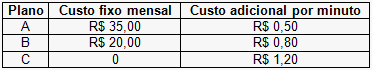 Plano Custo fixo mensal Custo adicional por minuto
A R$ 35,00 R$ 0,50
B R$ 20,00 R$ 0,80
C 0 R$ 1,20